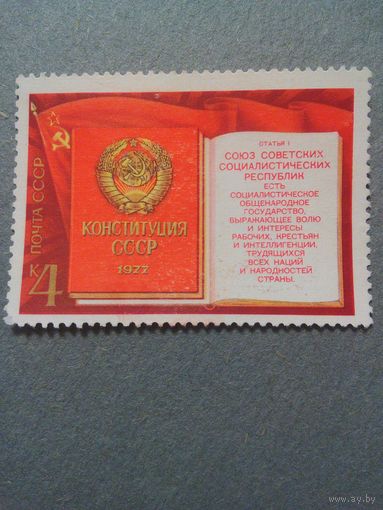 ПОЧТА СССР
К4
КОНСТИТУЦИЯ
СССР
1977
СТАТЬЯ 1
СОЮЗ СОВЕТСКИХ
СОЦИАЛИСТИЧЕСКИХ
РЕСПУБЛИК
ЕСТЬ
СОЦИАЛИСТИЧЕСКОЕ
ОБЩЕНАРОДНОЕ
ГОСУДАРСТВО,
ВЫРАЖАЮЩЕЕ ВОЛЮ
И ИНТЕРЕСЫ
РАБОЧИХ, КРЕСТЬЯН
И ИНТЕЛЛИГЕНЦИИ,
ТРУДЯЩИХСЯ
ВСЕХ НАЦИЙ
И НАРОДНОСТЕЙ
СТРАНЫ.
www.ay.by